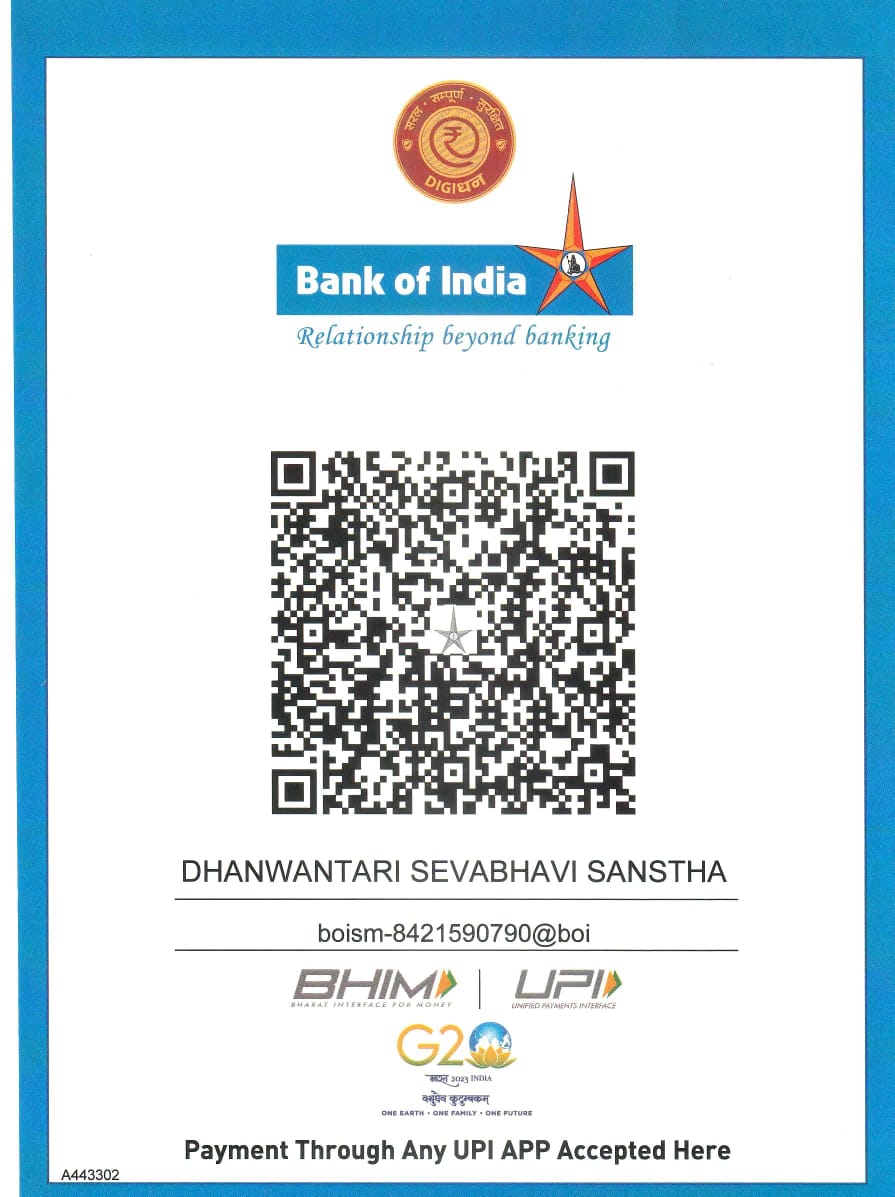 सरल • सम्पूर्ण • सुरक्षित
DIGIधन
Bank of India
Relationship beyond banking
DHANWANTARI SEVABHAVI SANSTHA
boism-8421590790@boi
BHIM
BHARAT INTERFACE FOR MONEY
UPI
UNIFIED PAYMENTS INTERFACE
G20
भारत 2023 INDIA
वसुधैव कुटुम्बकम्
ONE EARTH • ONE FAMILY • ONE FUTURE
Payment Through Any UPI APP Accepted Here
A443302